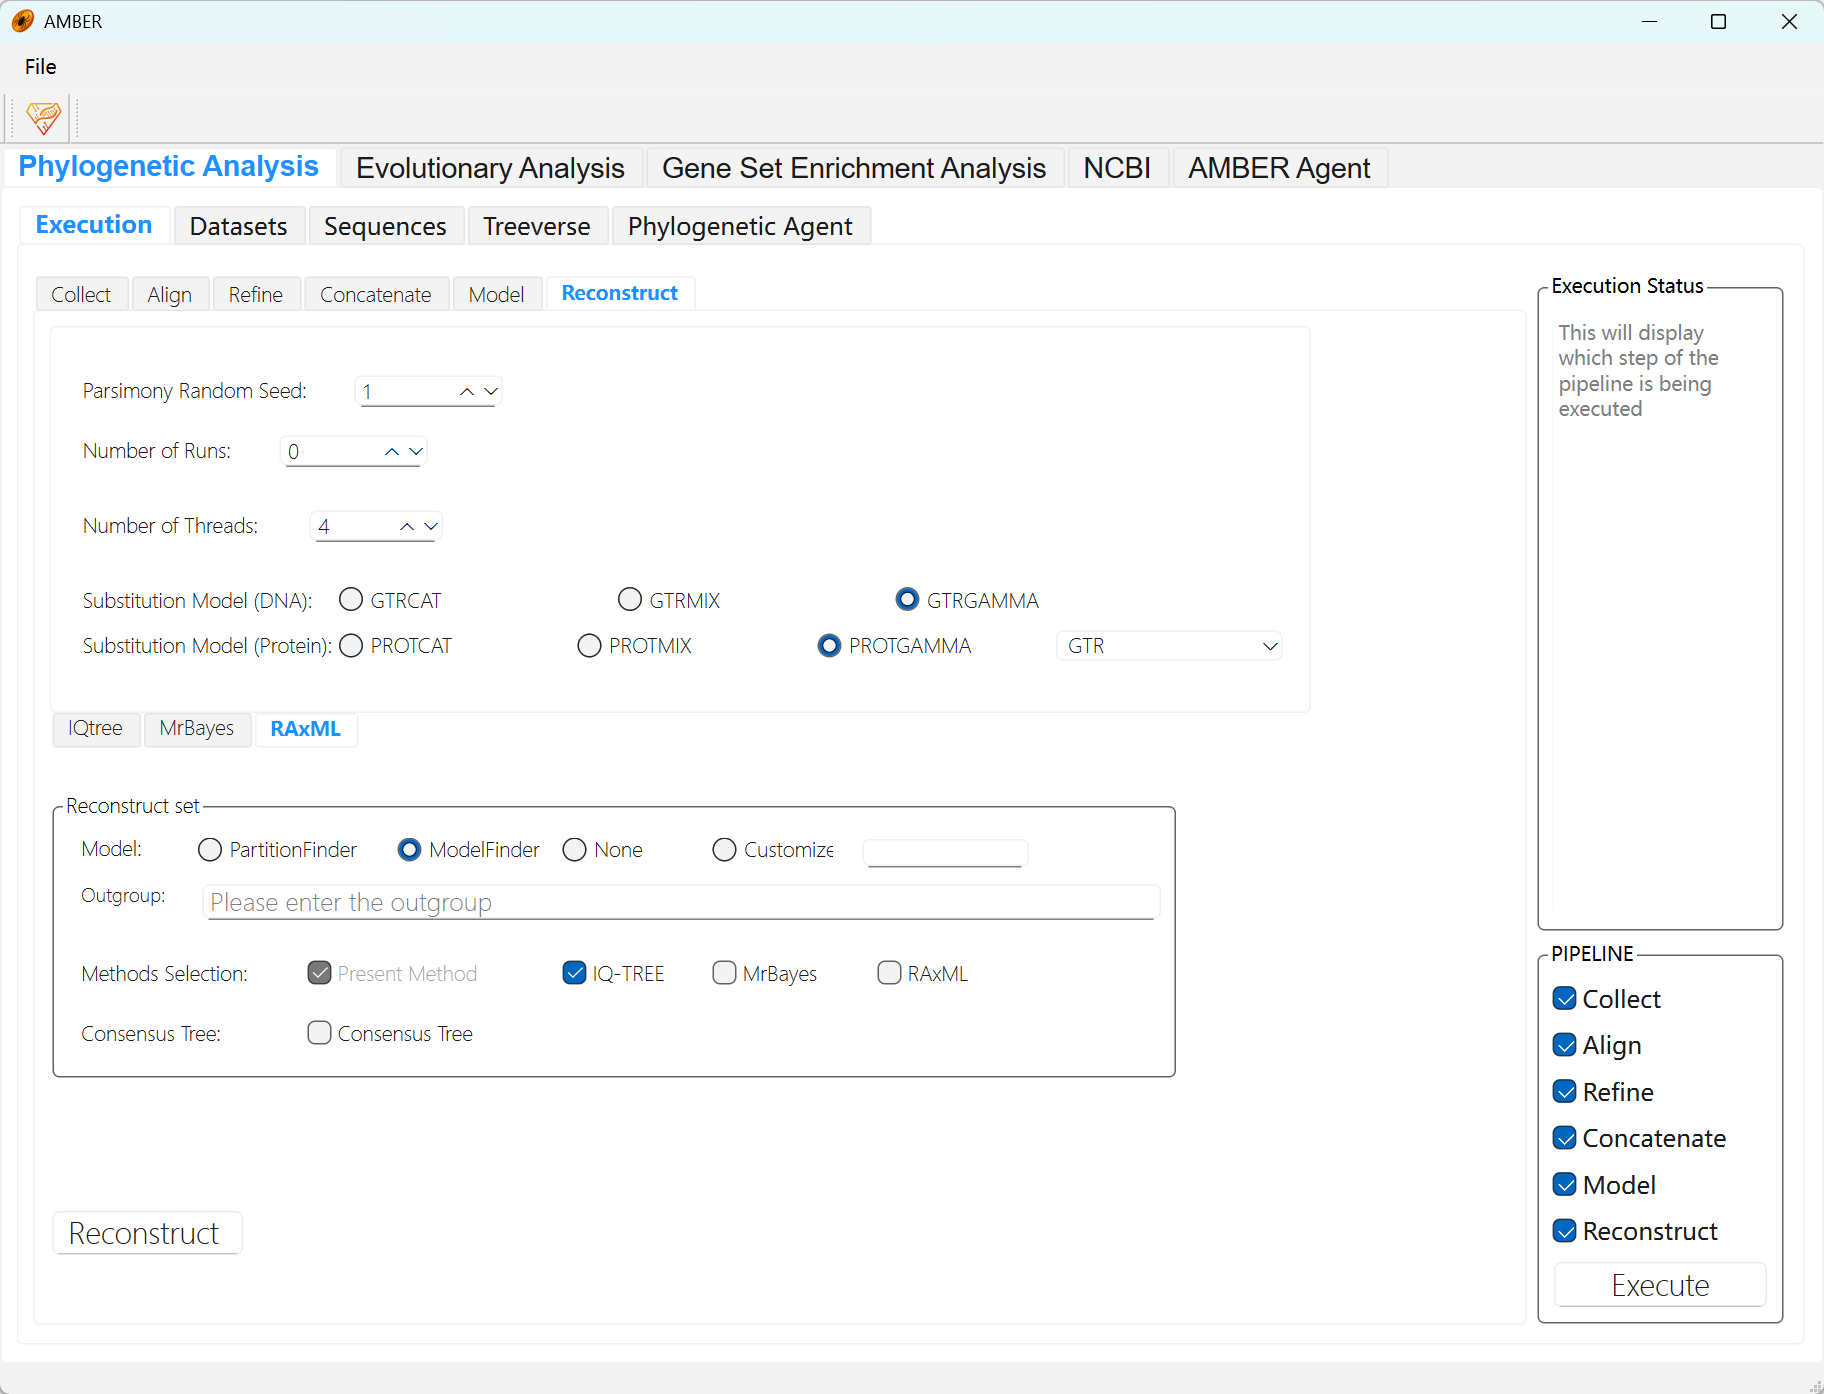 AMBER
File
Phylogenetic Analysis Evolutionary Analysis Gene Set Enrichment Analysis NCBI AMBER Agent
Execution Datasets Sequences Treeverse Phylogenetic Agent
Collect Align Refine Concatenate Model Reconstruct
Parsimony Random Seed: 1
Number of Runs: 0
Number of Threads: 4
Substitution Model (DNA): GTRCAT GTRMIX GTRGAMMA
Substitution Model (Protein): PROTCAT PROTMIX PROTGAMMA GTR
IQtree MrBayes RAxML
Reconstruct set
Model: PartitionFinder ModelFinder None Customize
Outgroup: Please enter the outgroup
Methods Selection: Present Method IQ-TREE MrBayes RAxML
Consensus Tree: Consensus Tree
Reconstruct
Execution Status
This will display
which step of the
pipeline is being
executed
PIPELINE
Collect
Align
Refine
Concatenate
Model
Reconstruct
Execute